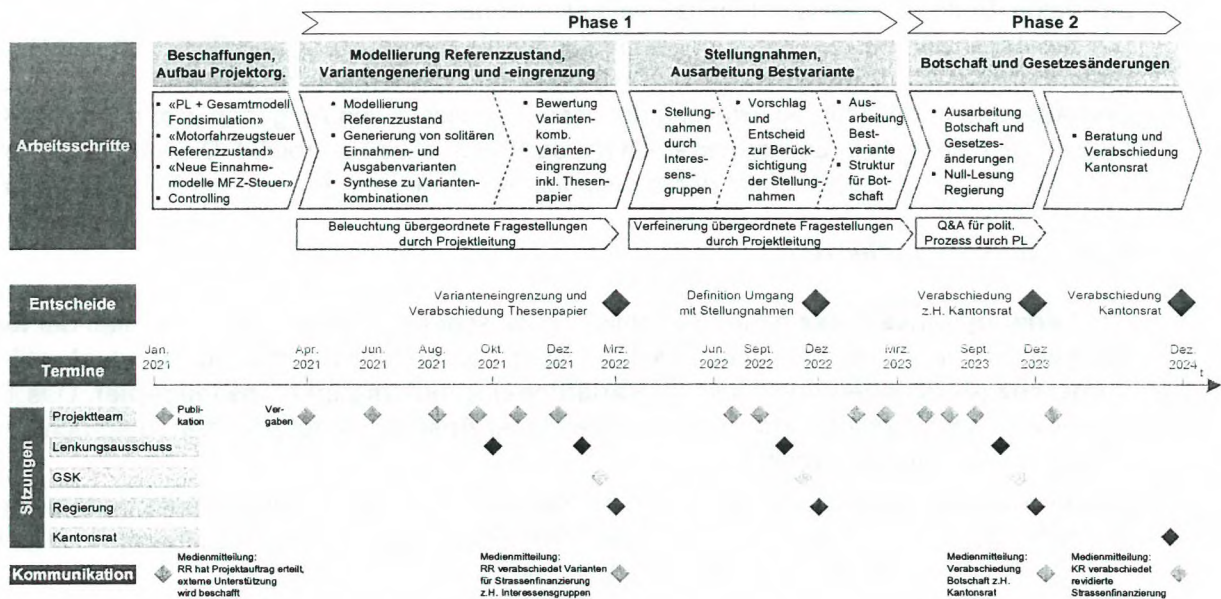 Phase 1
Phase 2
Arbeitsschritte
Beschaffungen,
Aufbau Projektorg.
Modellierung Referenzzustand,
Variantengenerierung und -eingrenzung
Stellungnahmen,
Ausarbeitung Bestvariante
Botschaft und Gesetzesänderungen
«PL + Gesamtmodell
Fondsimulation»
«Motorfahrzeugsteuer
Referenzzustand»
«Neue Einnahme-
modelle MFZ-Steuer»
Controlling
Modellierung
Referenzzustand
Generierung von solitären
Einnahmen- und
Ausgabenvarianten
Synthese zu Varianten-
kombinationen
Bewertung
Varianten-
komb.
Varianten-
eingrenzung
inkl. Thesen-
papier
Stellung-
nahmen
durch
Interes-
sens-
gruppen
Vorschlag
und
Entscheid
zur Berück-
sichtigung
der Stellung-
nahmen
Aus-
arbeitung
Best-
variante
Struktur
für Bot-
schaft
Ausarbeitung
Botschaft und
Gesetzes-
änderungen
Null-Lesung
Regierung
Beratung und
Verabschiedung
Kantonsrat
Beleuchtung übergeordnete Fragestellungen
durch Projektleitung
Verfeinerung übergeordnete Fragestellungen
durch Projektleitung
Q&A für polit.
Prozess durch PL
Entscheide
Varianteneingrenzung und
Verabschiedung Thesenpapier
Definition Umgang
mit Stellungnahmen
Verabschiedung
z.H. Kantonsrat
Verabschiedung
Kantonsrat
Termine
Jan.
2021
Apr.
2021
Jun.
2021
Aug.
2021
Okt.
2021
Dez.
2021
Mrz.
2022
Jun.
2022
Sept.
2022
Dez
2022
Mrz
2023
Sept.
2023
Dez
2023
Dez.
2024
t
Sitzungen
Projektteam
Publi-
kation
Ver-
gaben
Lenkungsausschuss
GSK
Regierung
Kantonsrat
Kommunikation
Medienmitteilung:
RR hat Projektauftrag erteilt,
externe Unterstützung
wird beschafft
Medienmitteilung:
RR verabschiedet Varianten
für Strassenfinanzierung
z.H. Interessensgruppen
Medienmitteilung:
Verabschiedung
Botschaft z.H.
Kantonsrat
Medienmitteilung:
KR verabschiedet
revidierte
Strassenfinanzierung